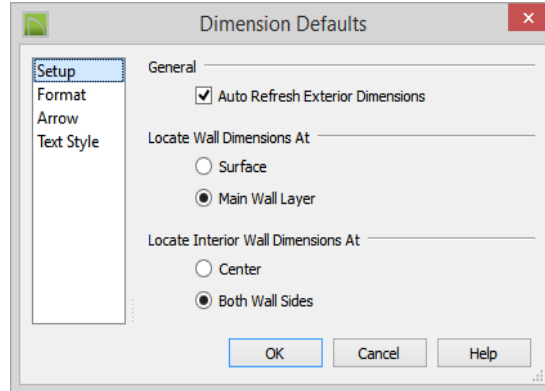 Dimension Defaults
Setup
Format
Arrow
Text Style
General
Auto Refresh Exterior Dimensions
Locate Wall Dimensions At
Surface
Main Wall Layer
Locate Interior Wall Dimensions At
Center
Both Wall Sides
OK
Cancel
Help